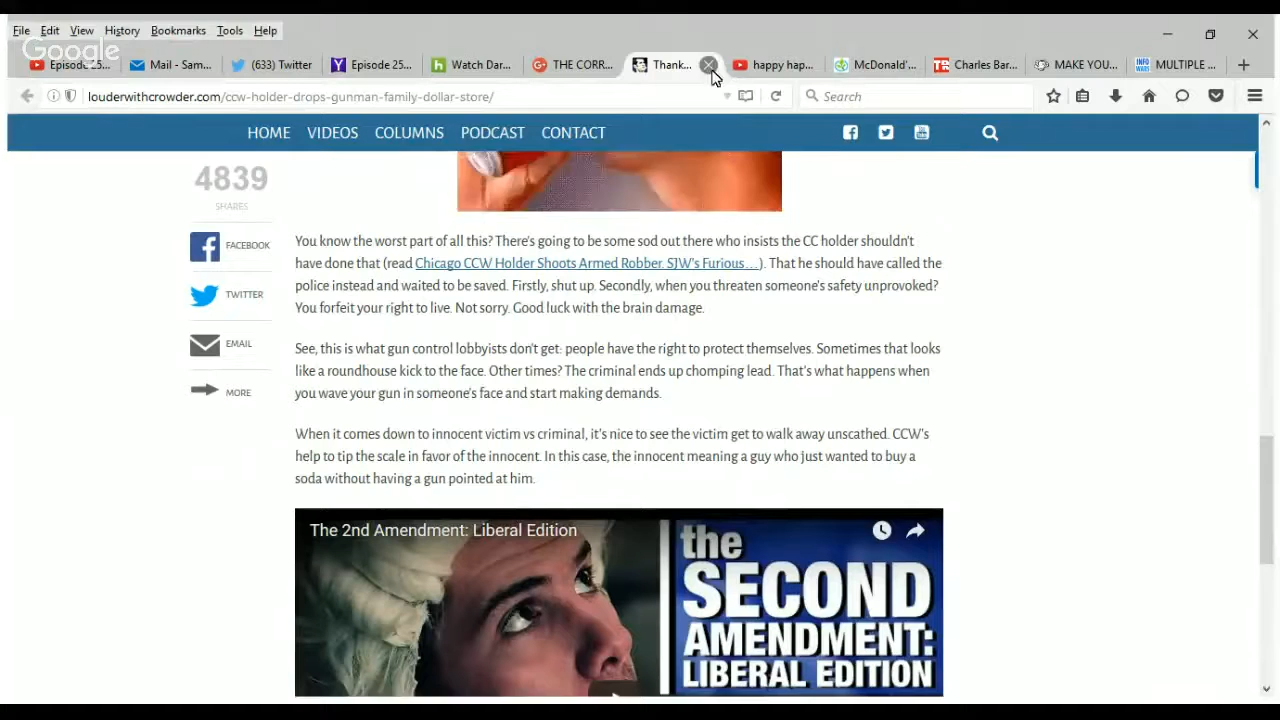 File Edit View History Bookmarks Tools Help
Google
Episode 25... Mail - Sam... (633) Twitter Episode 25... Watch Dar... THE CORR... Thank... happy hap... McDonald'... Charles Bar... MAKE YOU... MULTIPLE ...
louderwithcrowder.com/ccw-holder-drops-gunman-family-dollar-store/ Search
HOME VIDEOS COLUMNS PODCAST CONTACT
4839
SHARES
FACEBOOK
TWITTER
EMAIL
MORE
You know the worst part of all this? There's going to be some sod out there who insists the CC holder shouldn't
have done that (read Chicago CCW Holder Shoots Armed Robber. SJW's Furious…). That he should have called the
police instead and waited to be saved. Firstly, shut up. Secondly, when you threaten someone's safety unprovoked?
You forfeit your right to live. Not sorry. Good luck with the brain damage.
See, this is what gun control lobbyists don't get: people have the right to protect themselves. Sometimes that looks
like a roundhouse kick to the face. Other times? The criminal ends up chomping lead. That's what happens when
you wave your gun in someone's face and start making demands.
When it comes down to innocent victim vs criminal, it's nice to see the victim get to walk away unscathed. CCW's
help to tip the scale in favor of the innocent. In this case, the innocent meaning a guy who just wanted to buy a
soda without having a gun pointed at him.
The 2nd Amendment: Liberal Edition
the
SECOND
AMENDMENT:
LIBERAL EDITION